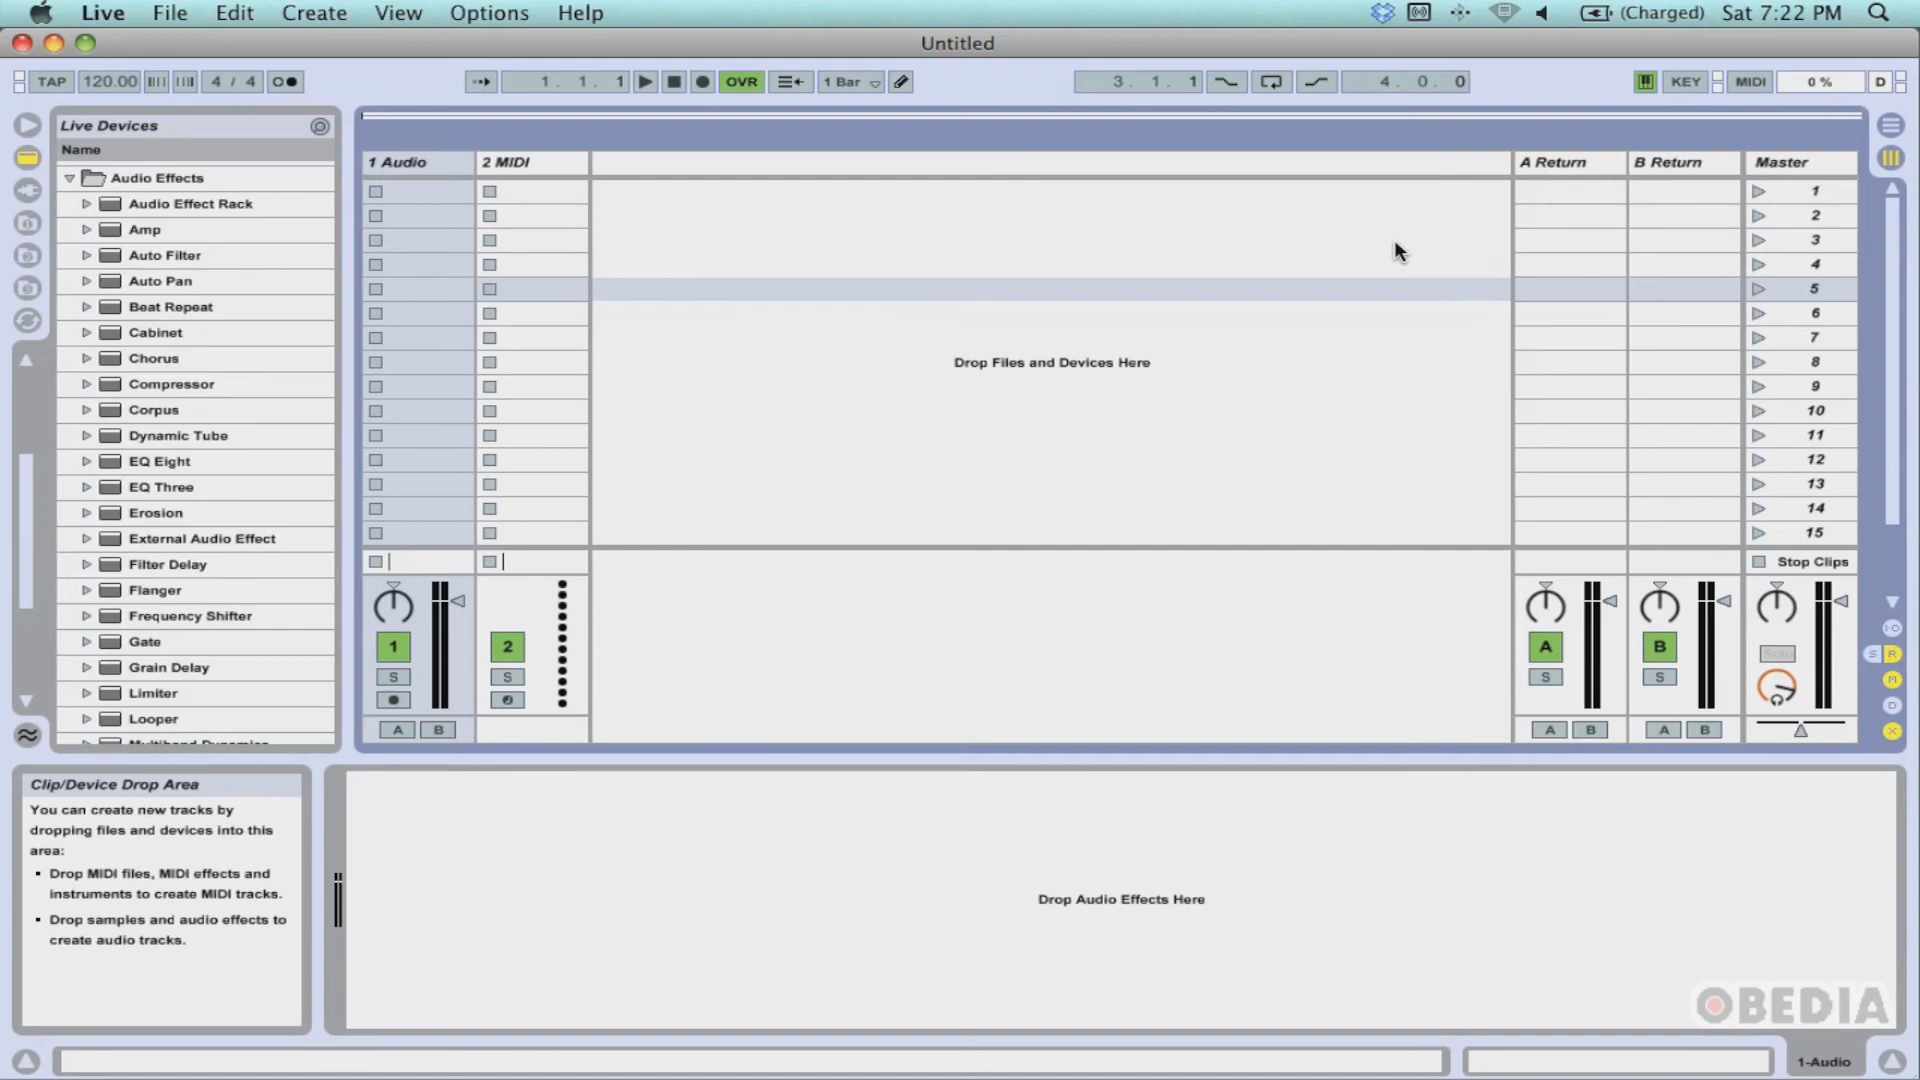 Live File Edit Create View Options Help (Charged) Sat 7:22 PM
Untitled
TAP 120.00 4 / 4 1. 1. 1 OVR 1 Bar 3. 1. 1 4. 0. 0 KEY MIDI 0 % D
Live Devices
Name
Audio Effects
Audio Effect Rack
Amp
Auto Filter
Auto Pan
Beat Repeat
Cabinet
Chorus
Compressor
Corpus
Dynamic Tube
EQ Eight
EQ Three
Erosion
External Audio Effect
Filter Delay
Flanger
Frequency Shifter
Gate
Grain Delay
Limiter
Looper
Multiband Dynamics
1 Audio 2 MIDI A Return B Return Master
1
2
3
4
5
6
7
8
9
10
11
12
13
14
15
Drop Files and Devices Here
Stop Clips
1 2 A B Solo
S S S S
A B A B A B
I·O
S R
M
D
X
Clip/Device Drop Area
You can create new tracks by
dropping files and devices into this
area:
▪ Drop MIDI files, MIDI effects and
instruments to create MIDI tracks.
▪ Drop samples and audio effects to
create audio tracks.
Drop Audio Effects Here
OBEDIA
1-Audio